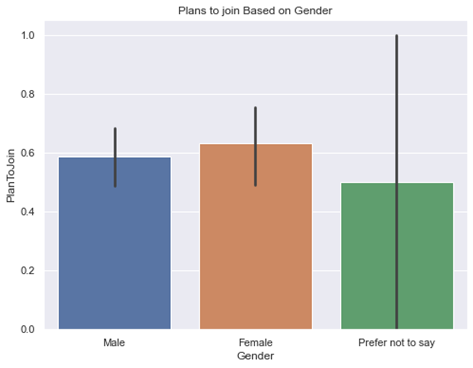 Plans to join Based on Gender
1.0
0.8
0.6
0.4
0.2
0.0
PlanToJoin
Male Female Prefer not to say
Gender